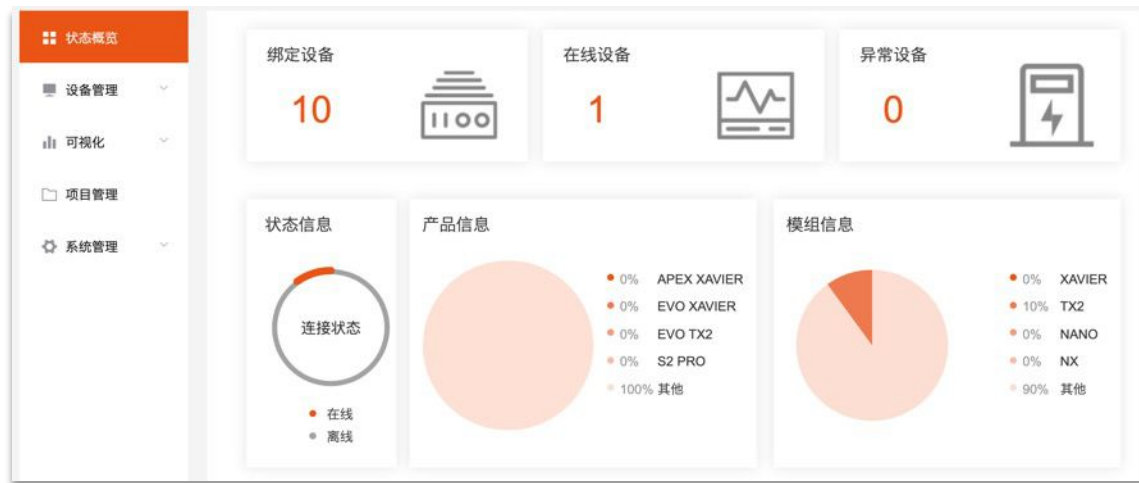 状态概览
设备管理
可视化
项目管理
系统管理
绑定设备
10
在线设备
1
异常设备
0
状态信息
连接状态
在线
离线
产品信息
0% APEX XAVIER
0% EVO XAVIER
0% EVO TX2
0% S2 PRO
100% 其他
模组信息
0% XAVIER
10% TX2
0% NANO
0% NX
90% 其他
1100